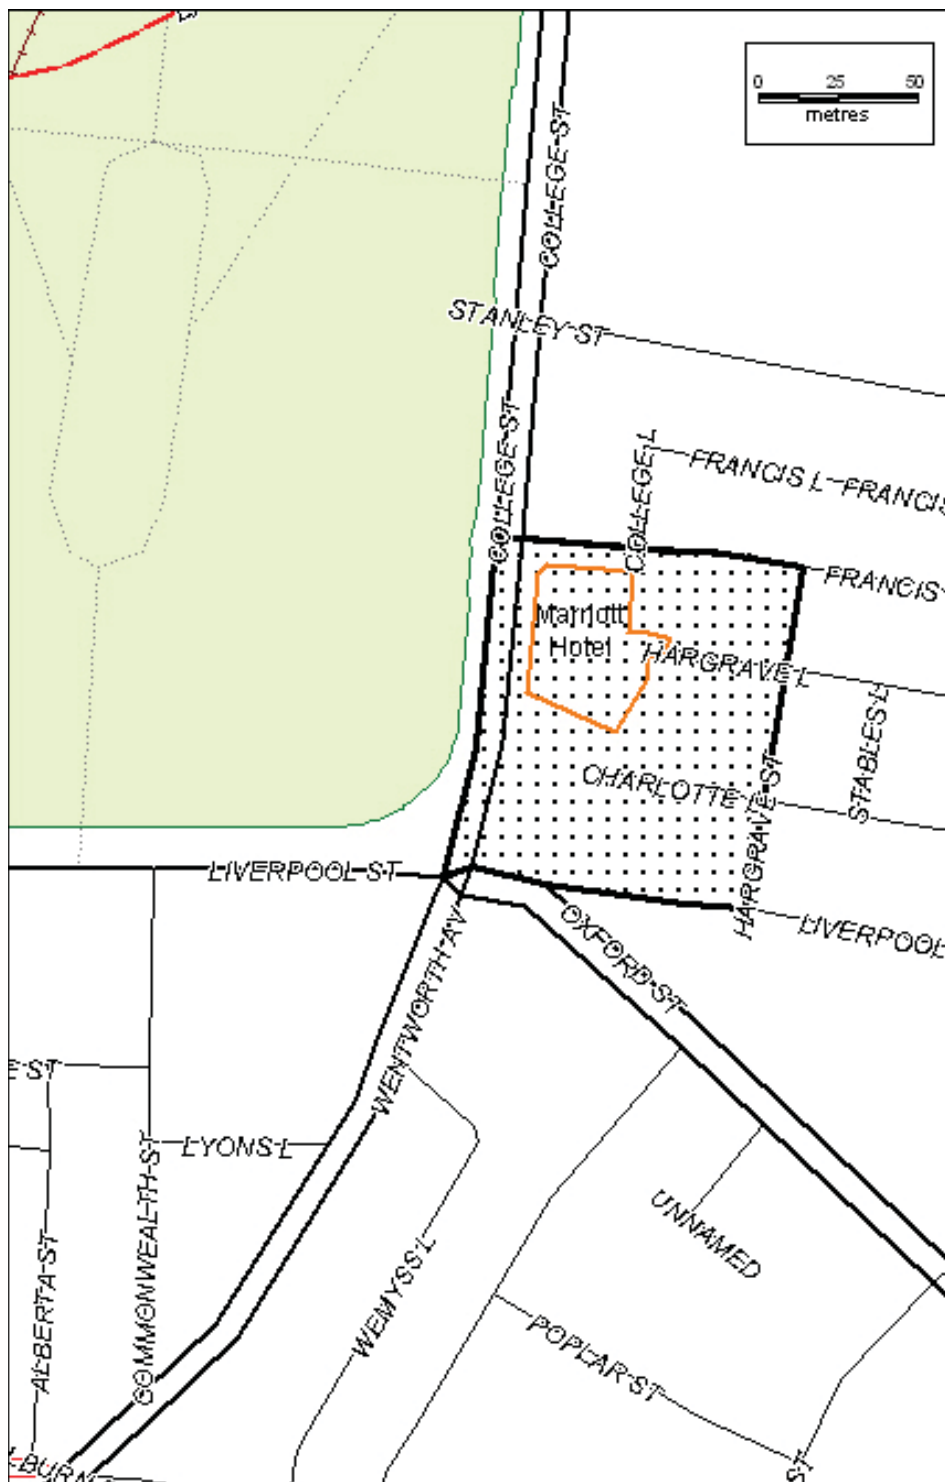 0 25 50
metres
COLLEGE ST
STANLEY ST
COLLEGE ST
COLLEGE L
FRANCIS L
FRANCIS
FRANCIS
Marriott
Hotel
HARGRAVE L
STABLES L
CHARLOTTE L
HARGRAVE ST
LIVERPOOL ST
LIVERPOOL
OXFORD ST
WENTWORTH AV
E ST
LYONS L
COMMONWEALTH ST
ALBERTA ST
WEMYSS L
UNNAMED
POPLAR ST
ST
BURN